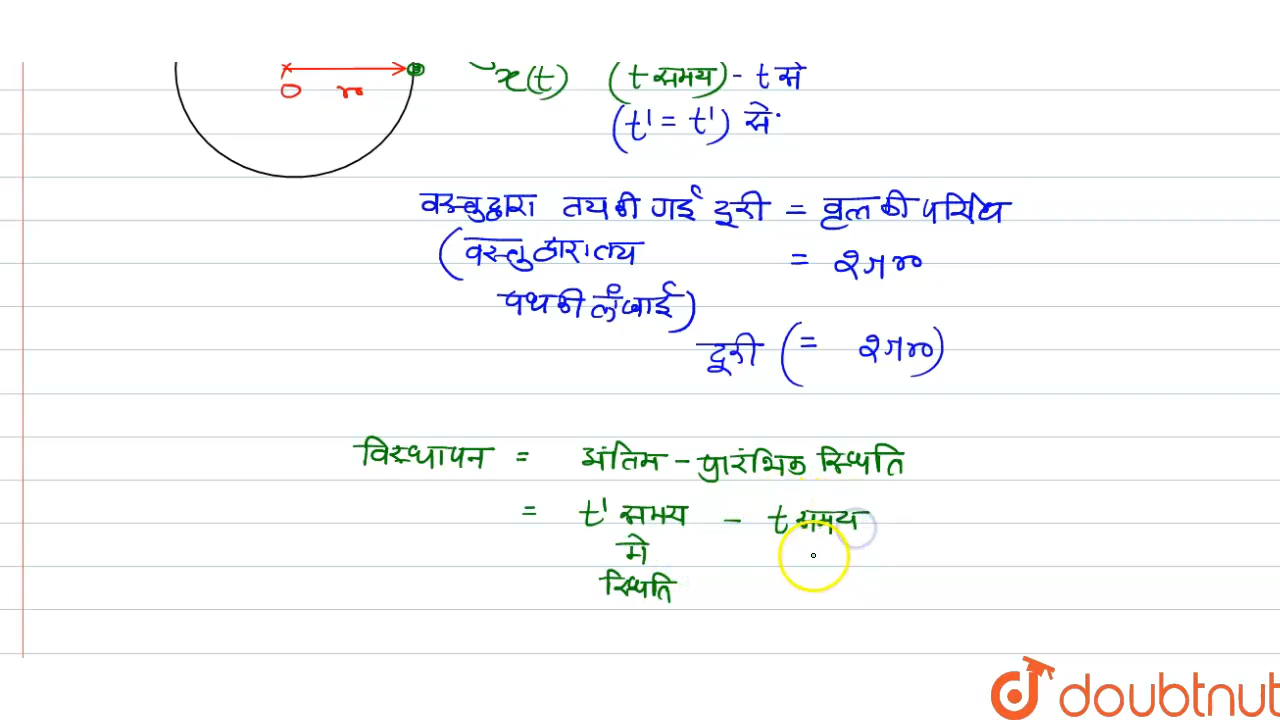 x(t) (t समय) - t से
O r
(t' = t') से.
वस्तु द्वारा तय की गई दूरी = वृत्त की परिधि
(वस्तु द्वारा तय = 2πr
पथ की लंबाई)
दूरी (= 2πr)
विस्थापन = अंतिम - प्रारंभिक स्थिति
= t' समय - t समय
मे
स्थिति
doubtnut